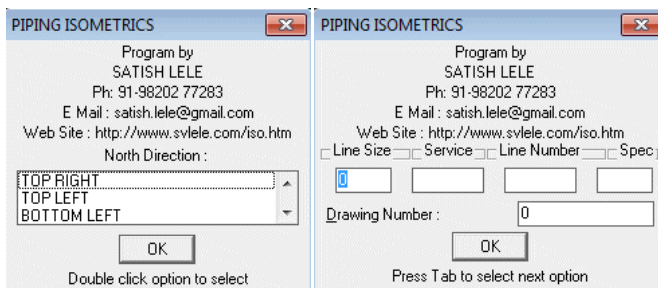 PIPING ISOMETRICS
Program by
SATISH LELE
Ph: 91-98202 77283
E Mail : satish.lele@gmail.com
Web Site : http://www.svlele.com/iso.htm
North Direction :
TOP RIGHT
TOP LEFT
BOTTOM LEFT
OK
Double click option to select
PIPING ISOMETRICS
Program by
SATISH LELE
Ph: 91-98202 77283
E Mail : satish.lele@gmail.com
Web Site : http://www.svlele.com/iso.htm
Line Size Service Line Number Spec
0
Drawing Number : 0
OK
Press Tab to select next option